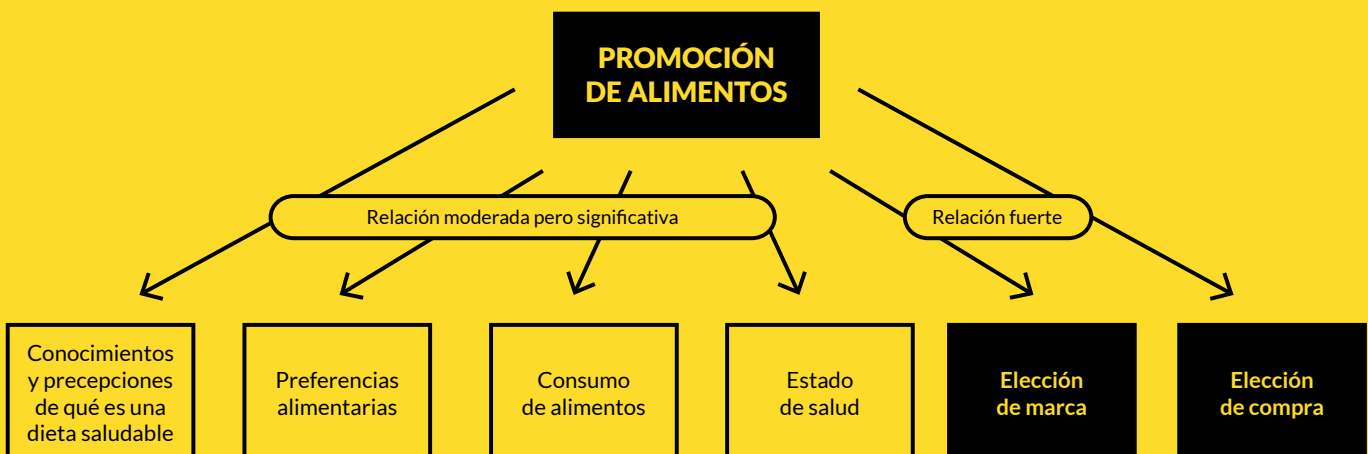 PROMOCIÓN
DE ALIMENTOS
Relación moderada pero significativa
Relación fuerte
Conocimientos
y precepciones
de qué es una
dieta saludable
Preferencias
alimentarias
Consumo
de alimentos
Estado
de salud
Elección
de marca
Elección
de compra